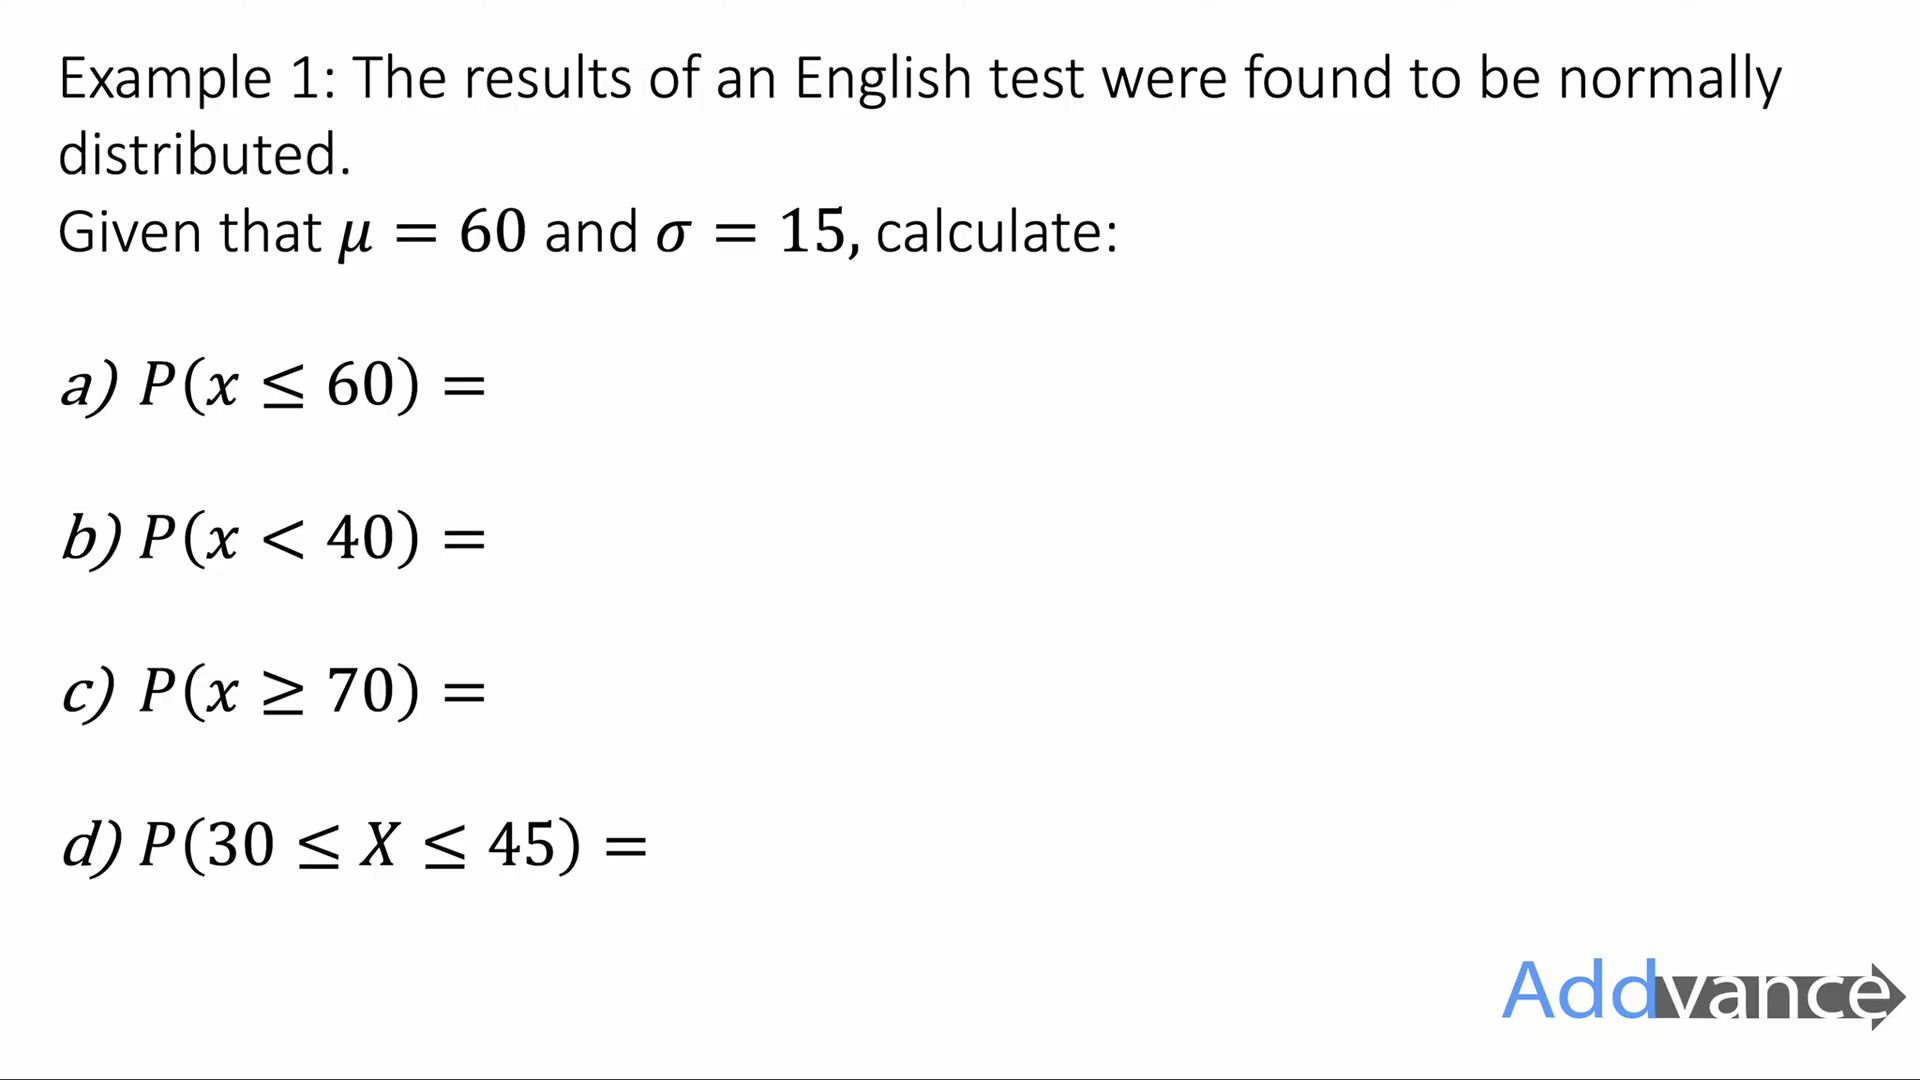 Example 1: The results of an English test were found to be normally
distributed.
Given that μ = 60 and σ = 15, calculate:
a) P(x ≤ 60) =
b) P(x < 40) =
c) P(x ≥ 70) =
d) P(30 ≤ X ≤ 45) =
Addvance